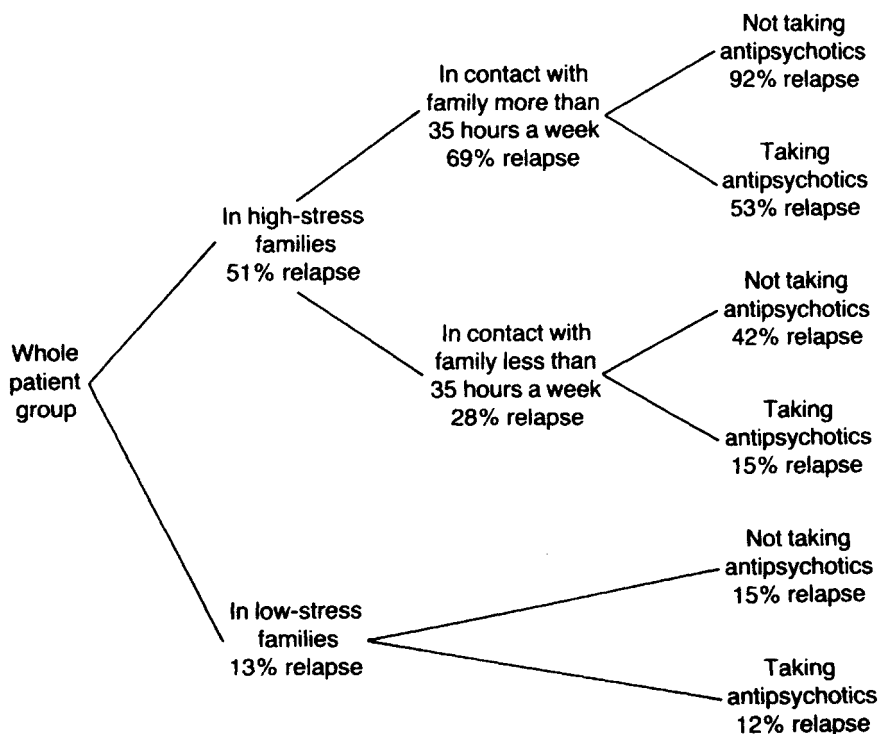 Whole
patient
group
In high-stress
families
51% relapse
In contact with
family more than
35 hours a week
69% relapse
Not taking
antipsychotics
92% relapse
Taking
antipsychotics
53% relapse
In contact with
family less than
35 hours a week
28% relapse
Not taking
antipsychotics
42% relapse
Taking
antipsychotics
15% relapse
In low-stress
families
13% relapse
Not taking
antipsychotics
15% relapse
Taking
antipsychotics
12% relapse